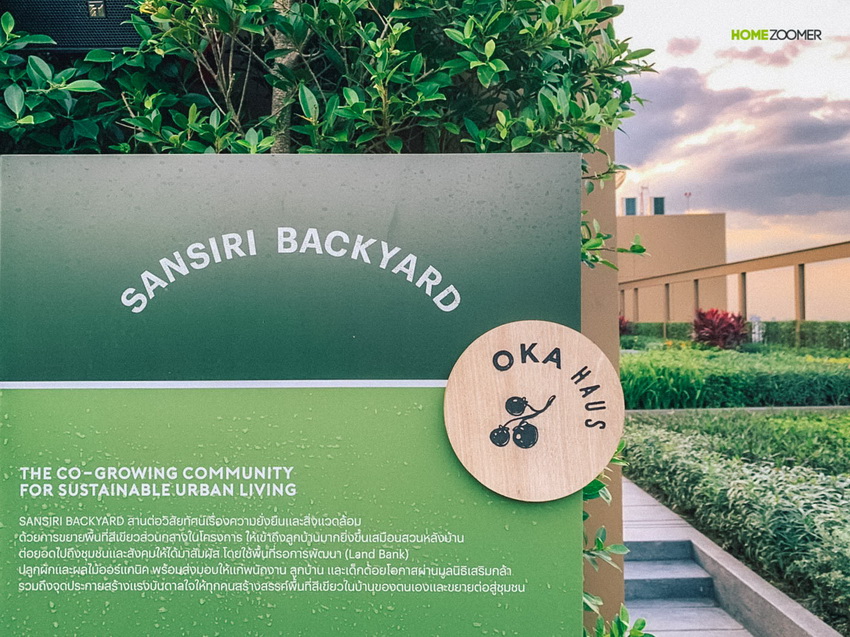 HOMEZOOMER
SANSIRI BACKYARD
OKA HAUS
THE CO-GROWING COMMUNITY
FOR SUSTAINABLE URBAN LIVING
SANSIRI BACKYARD สานต่อวิสัยทัศน์เรื่องความยั่งยืนและสิ่งแวดล้อม
ด้วยการขยายพื้นที่สีเขียวส่วนกลางในโครงการ ให้เข้าถึงลูกบ้านมากยิ่งขึ้นเสมือนสวนหลังบ้าน
ต่อยอดไปถึงชุมชนและสังคมให้ได้มาสัมผัส โดยใช้พื้นที่รอการพัฒนา (Land Bank)
ปลูกผักและผลไม้ออร์แกนิค พร้อมส่งมอบให้แก่พนักงาน ลูกบ้าน และเด็กด้อยโอกาสผ่านมูลนิธิเสริมกล้า
รวมถึงจุดประกายสร้างแรงบันดาลใจให้ทุกคนสร้างสรรค์พื้นที่สีเขียวในบ้านของตนเองและขยายต่อสู่ชุมชน